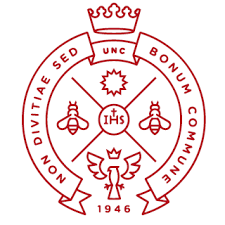 NON DIVITIAE SED
UNC
BONUM COMMUNE
IHS
1946